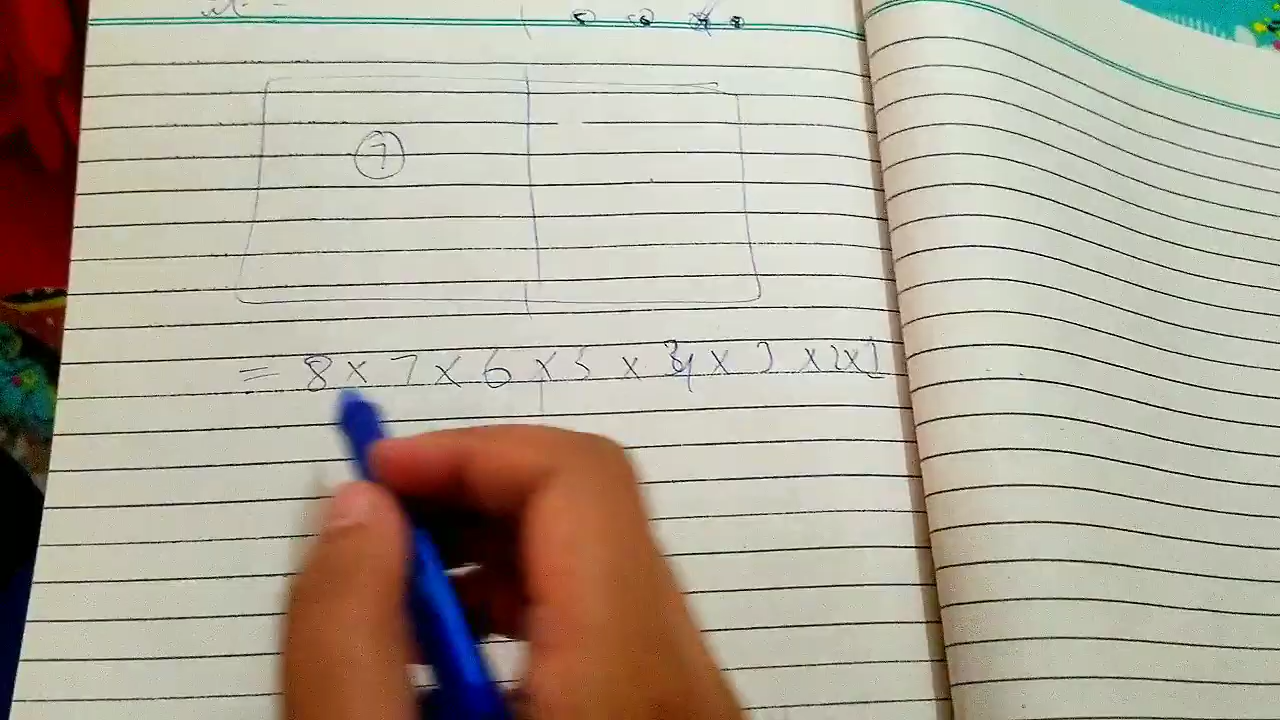 7
= 8 × 7 × 6 × 5 × 4 × 3 × 2 × 1